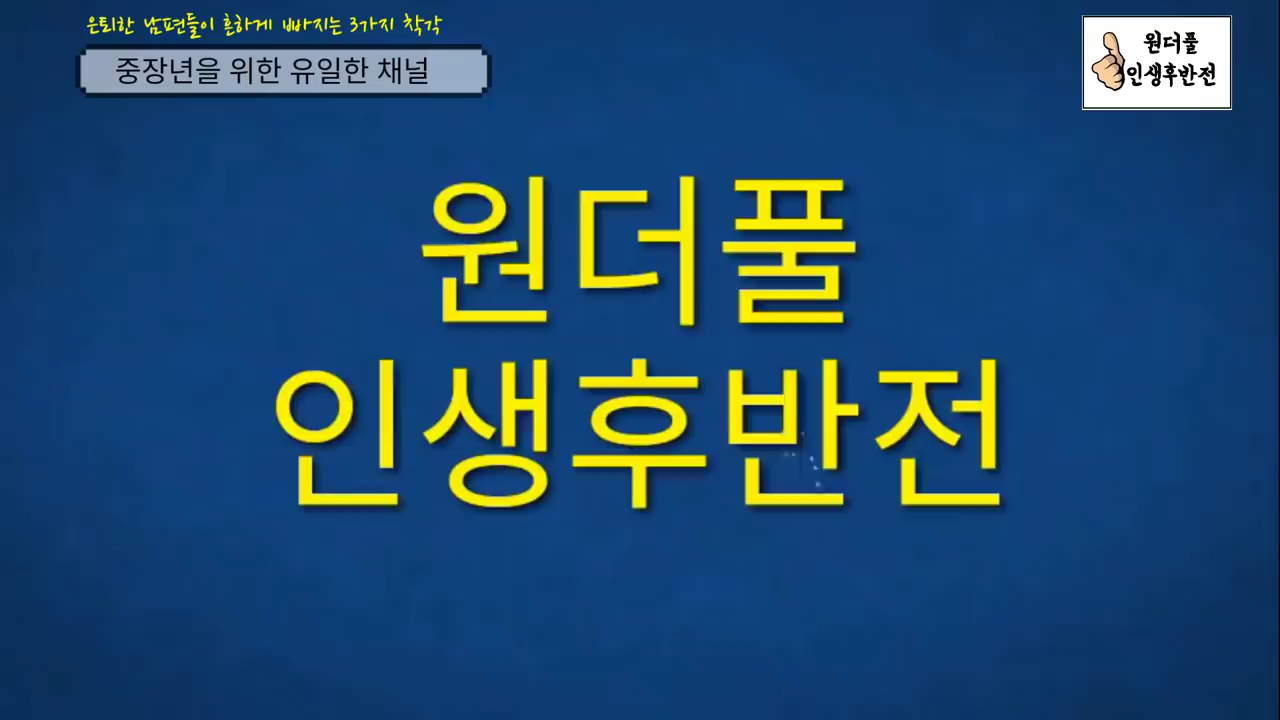 은퇴한 남편들이 흔하게 빠지는 3가지 착각
중장년을 위한 유일한 채널
원더풀
인생후반전
원더풀
인생후반전